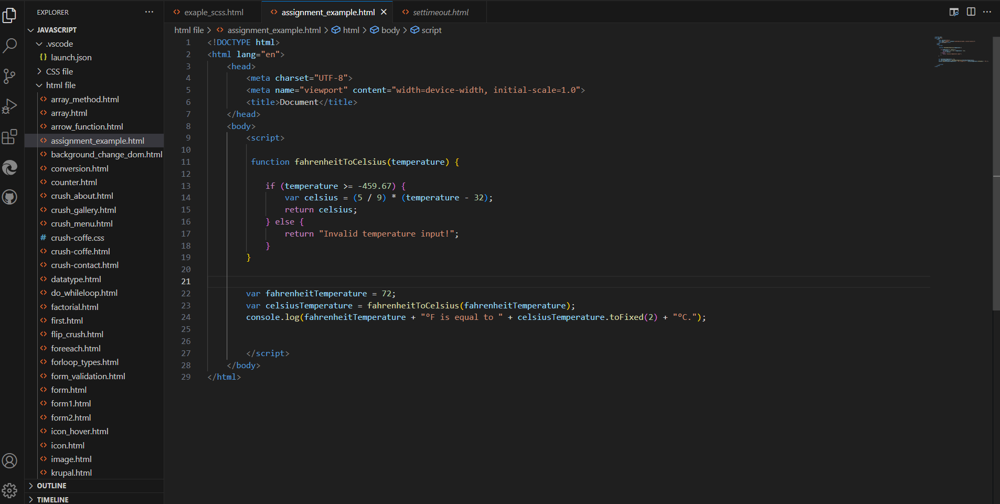 EXPLORER
JAVASCRIPT
.vscode
{} launch.json
CSS file
html file
<> array_method.html
<> array.html
<> arrow_function.html
<> assignment_example.html
<> background_change_dom.html
<> conversion.html
<> counter.html
<> crush_about.html
<> crush_gallery.html
<> crush_menu.html
# crush-coffe.css
<> crush-coffe.html
<> crush-contact.html
<> datatype.html
<> do_whileloop.html
<> factorial.html
<> first.html
<> flip_crush.html
<> foreeach.html
<> forloop_types.html
<> form_validation.html
<> form.html
<> form1.html
<> form2.html
<> icon_hover.html
<> icon.html
<> image.html
<> krupal.html
OUTLINE
TIMELINE
<> exaple_scss.html <> assignment_example.html <> settimeout.html
html file > <> assignment_example.html > html > body > script
1 <!DOCTYPE html>
2 <html lang="en">
3 <head>
4 <meta charset="UTF-8">
5 <meta name="viewport" content="width=device-width, initial-scale=1.0">
6 <title>Document</title>
7 </head>
8 <body>
9 <script>
10
11 function fahrenheitToCelsius(temperature) {
12
13 if (temperature >= -459.67) {
14 var celsius = (5 / 9) * (temperature - 32);
15 return celsius;
16 } else {
17 return "Invalid temperature input!";
18 }
19 }
20
21
22 var fahrenheitTemperature = 72;
23 var celsiusTemperature = fahrenheitToCelsius(fahrenheitTemperature);
24 console.log(fahrenheitTemperature + "ºF is equal to " + celsiusTemperature.toFixed(2) + "ºC.");
25
26
27 </script>
28 </body>
29 </html>